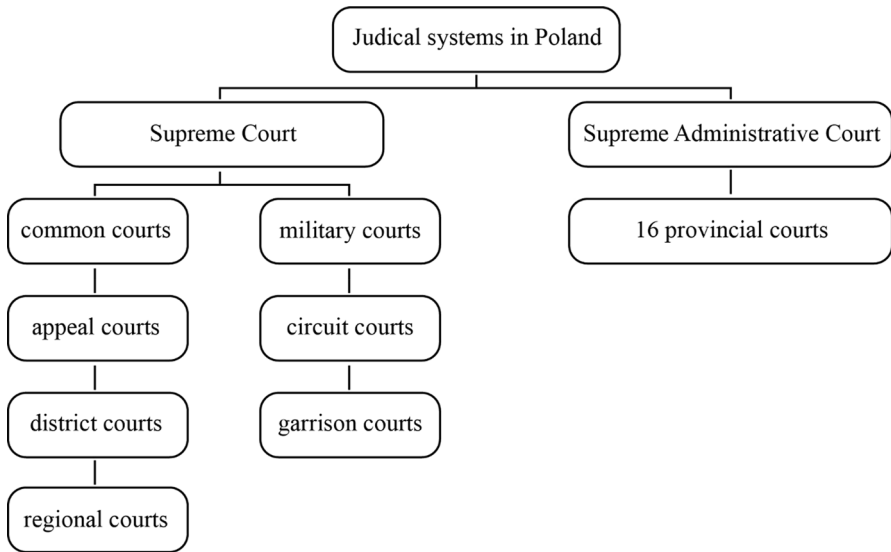 Judical systems in Poland
Supreme Court
Supreme Administrative Court
common courts
military courts
16 provincial courts
appeal courts
circuit courts
district courts
garrison courts
regional courts